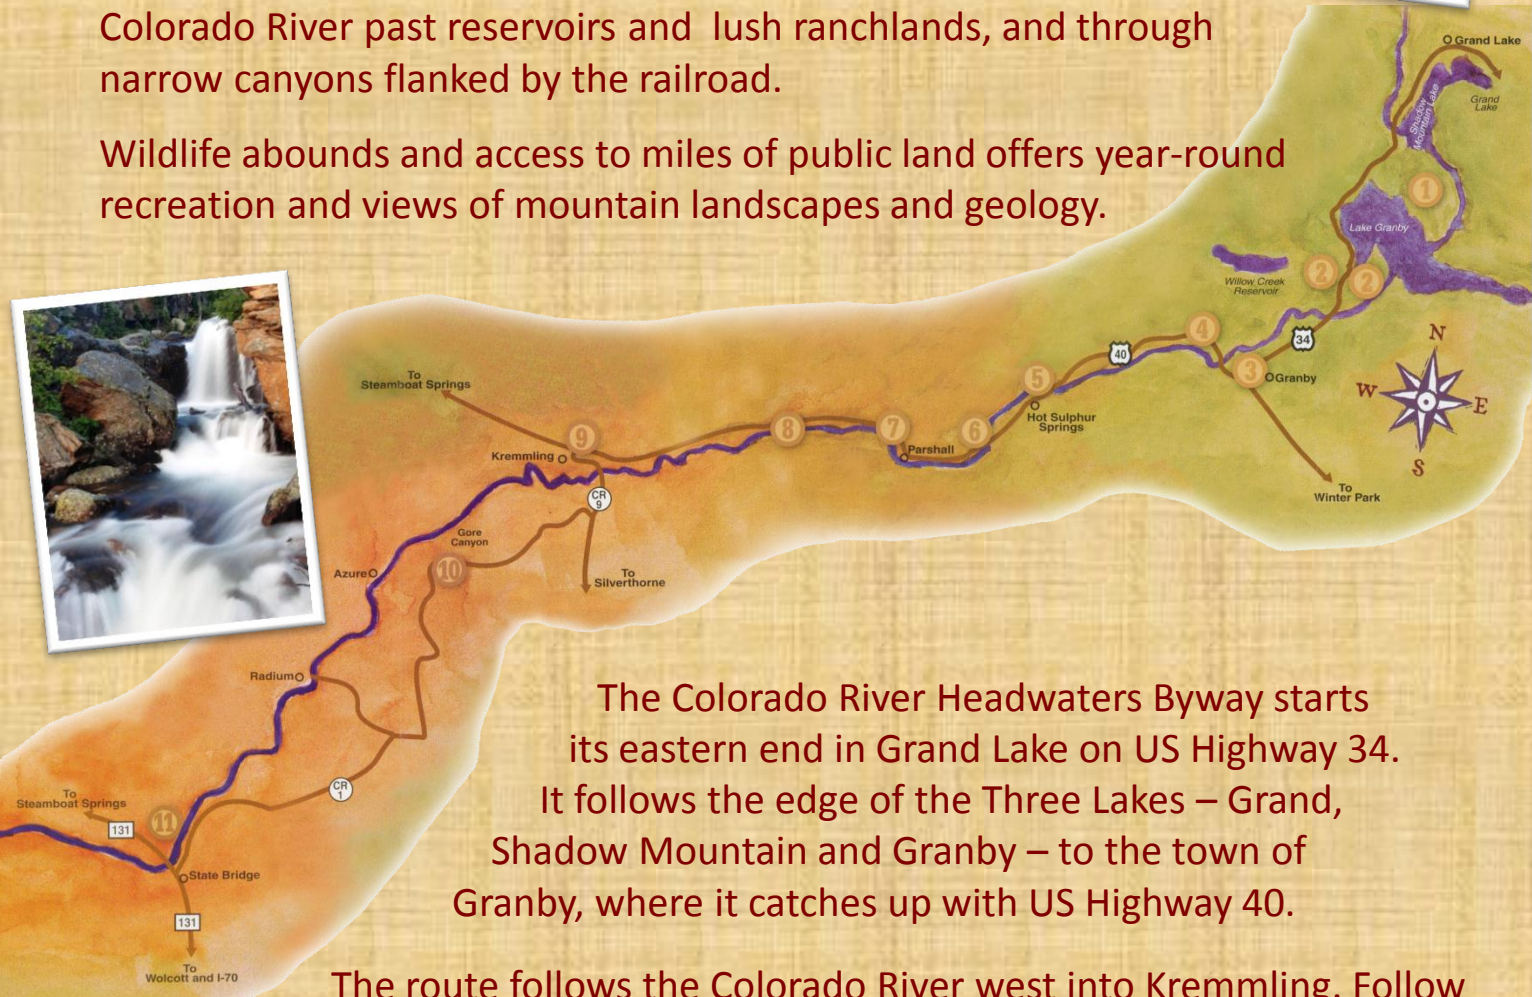 Colorado River past reservoirs and lush ranchlands, and through
narrow canyons flanked by the railroad.
Wildlife abounds and access to miles of public land offers year-round
recreation and views of mountain landscapes and geology.
Grand Lake
Grand
Lake
Shadow
Mountain Lake
1
Lake Granby
Willow Creek
Reservoir
2
2
34
4
40
3
Granby
N
W
E
S
To
Winter Park
5
Hot Sulphur
Springs
6
7
Parshall
8
To
Steamboat Springs
9
Kremmling
CR
9
Gore
Canyon
10
Azure
To
Silverthorne
Radium
CR
1
To
Steamboat Springs
131
11
State Bridge
131
To
Wolcott and I-70
The Colorado River Headwaters Byway starts
its eastern end in Grand Lake on US Highway 34.
It follows the edge of the Three Lakes – Grand,
Shadow Mountain and Granby – to the town of
Granby, where it catches up with US Highway 40.
The route follows the Colorado River west into Kremmling. Follow